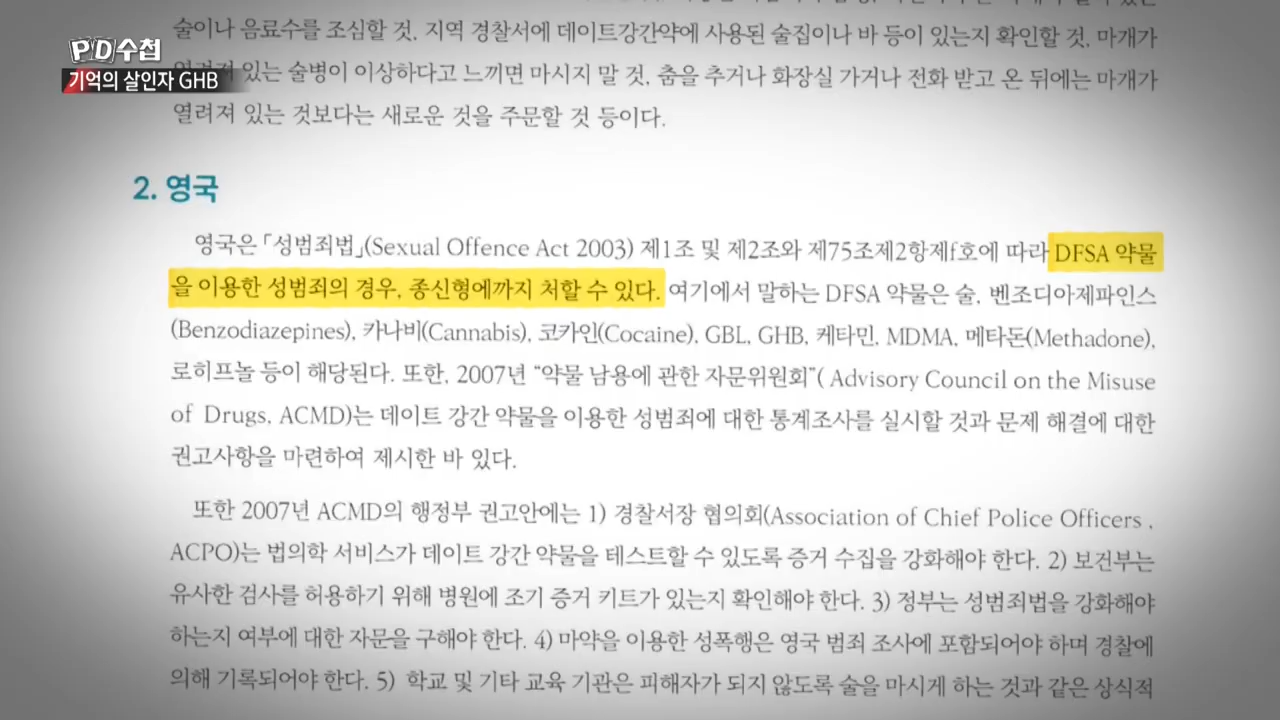 술이나 음료수를 조심할 것, 지역 경찰서에 데이트강간약에 사용된 술집이나 바 등이 있는지 확인할 것, 마개가
PD수첩
있는 술병이 이상하다고 느끼면 마시지 말 것, 춤을 추거나 화장실 가거나 전화 받고 온 뒤에는 마개가
기억의 살인자 GHB
열려져 있는 것보다는 새로운 것을 주문할 것 등이다.
2. 영국
영국은 「성범죄법」(Sexual Offence Act 2003) 제1조 및 제2조와 제75조제2항제f호에 따라 DFSA 약물
을 이용한 성범죄의 경우, 종신형에까지 처할 수 있다. 여기에서 말하는 DFSA 약물은 술, 벤조디아제파인스
(Benzodiazepines), 카나비(Cannabis), 코카인(Cocaine), GBL, GHB, 케타민, MDMA, 메타돈(Methadone),
로히프놀 등이 해당된다. 또한, 2007년 “약물 남용에 관한 자문위원회”( Advisory Council on the Misuse
of Drugs, ACMD)는 데이트 강간 약물을 이용한 성범죄에 대한 통계조사를 실시할 것과 문제 해결에 대한
권고사항을 마련하여 제시한 바 있다.
또한 2007년 ACMD의 행정부 권고안에는 1) 경찰서장 협의회(Association of Chief Police Officers ,
ACPO)는 법의학 서비스가 데이트 강간 약물을 테스트할 수 있도록 증거 수집을 강화해야 한다. 2) 보건부는
유사한 검사를 허용하기 위해 병원에 조기 증거 키트가 있는지 확인해야 한다. 3) 정부는 성범죄법을 강화해야
하는지 여부에 대한 자문을 구해야 한다. 4) 마약을 이용한 성폭행은 영국 범죄 조사에 포함되어야 하며 경찰에
의해 기록되어야 한다. 5) 학교 및 기타 교육 기관은 피해자가 되지 않도록 술을 마시게 하는 것과 같은 상식적